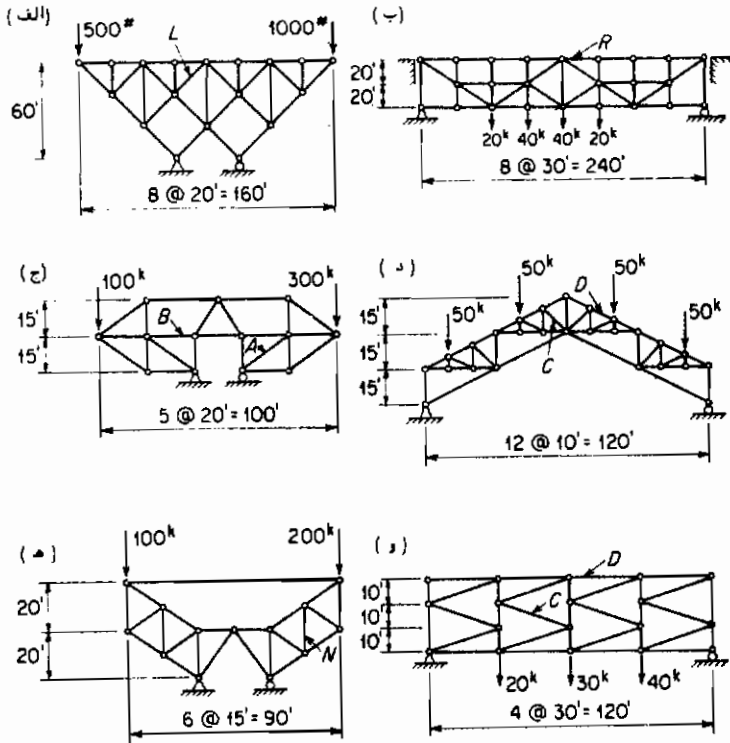 (الف)
500#
L
1000#
60'
8 @ 20' = 160'
(ب)
R
20'
20'
20k 40k 40k 20k
8 @ 30' = 240'
(ج)
100k
300k
15'
15'
B
A
5 @ 20' = 100'
(د)
50k
50k
50k
50k
D
C
15'
15'
15'
12 @ 10' = 120'
(هـ)
100k
200k
20'
20'
N
6 @ 15' = 90'
(و)
D
C
10'
10'
10'
20k 30k 40k
4 @ 30' = 120'